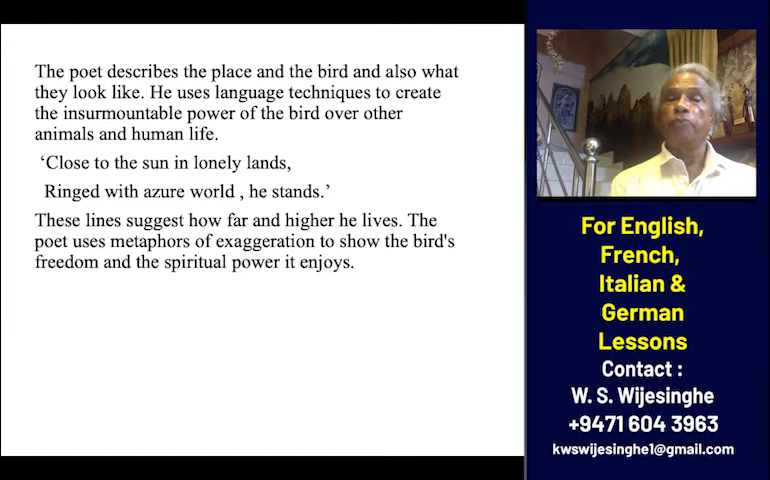 The poet describes the place and the bird and also what
they look like. He uses language techniques to create
the insurmountable power of the bird over other
animals and human life.
‘Close to the sun in lonely lands,
Ringed with azure world , he stands.’
These lines suggest how far and higher he lives. The
poet uses metaphors of exaggeration to show the bird's
freedom and the spiritual power it enjoys.
For English,
French,
Italian &
German
Lessons
Contact :
W. S. Wijesinghe
+9471 604 3963
kwswijesinghe1@gmail.com